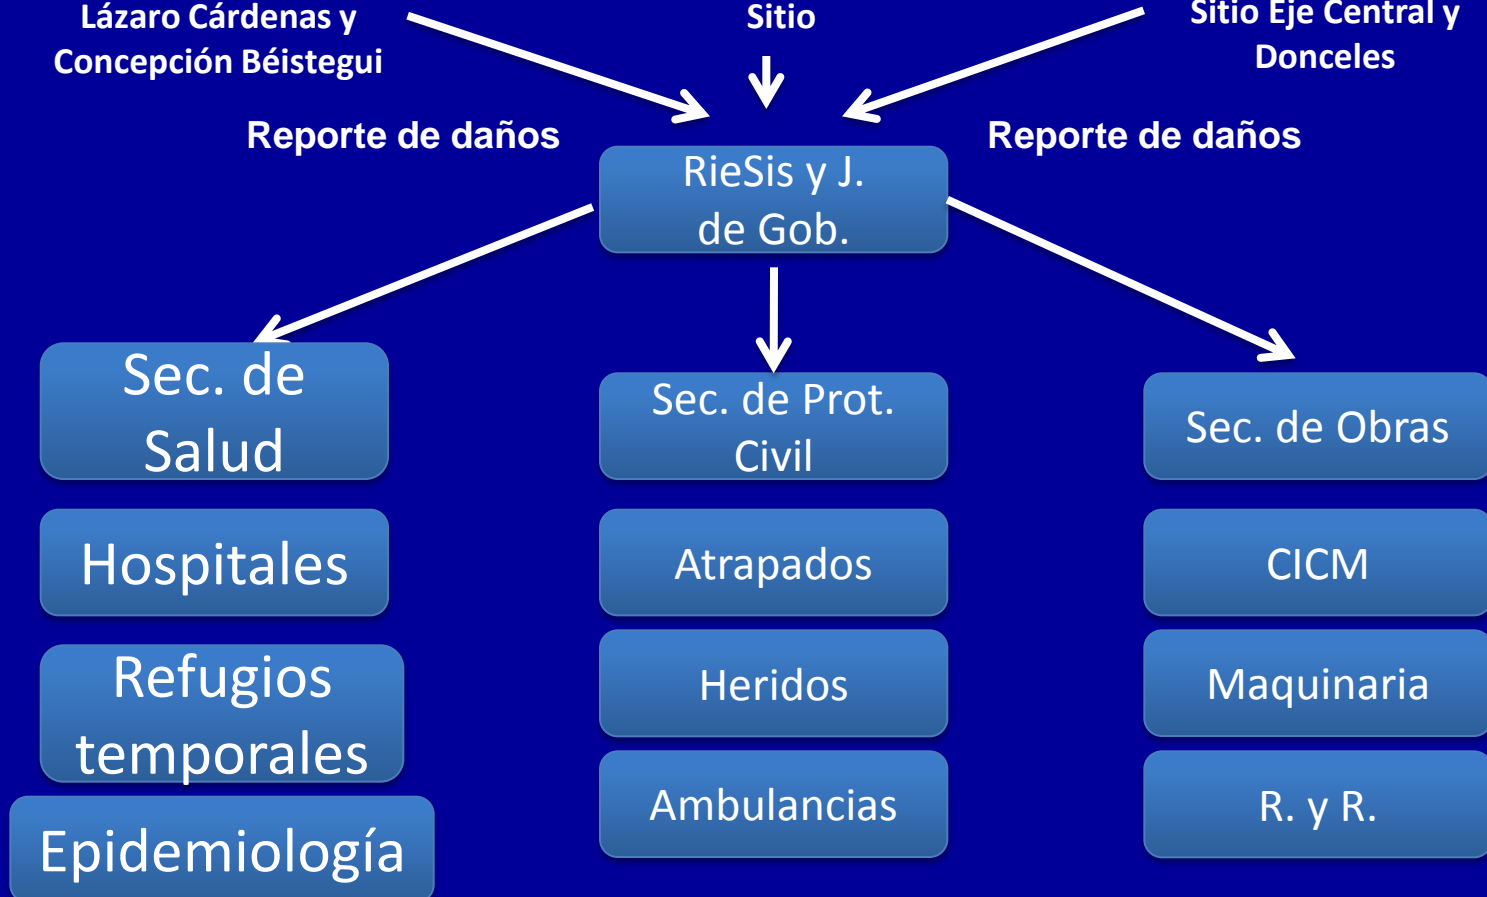 Lázaro Cárdenas y
Concepción Béistegui
Sitio
Sitio Eje Central y
Donceles
Reporte de daños
Reporte de daños
RieSis y J.
de Gob.
Sec. de
Salud
Hospitales
Refugios
temporales
Epidemiología
Sec. de Prot.
Civil
Atrapados
Heridos
Ambulancias
Sec. de Obras
CICM
Maquinaria
R. y R.